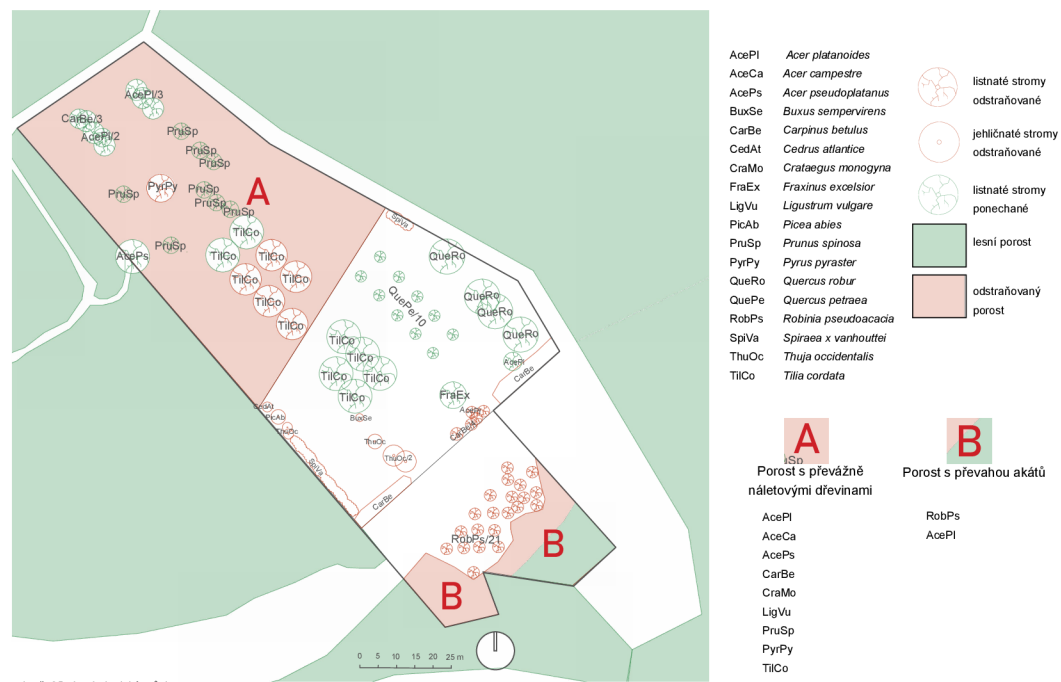 AcePl/3
CarBe/3
AcePl/2
PruSp
PruSp
PruSp
PyrPy
PruSp
PruSp
PruSp
PruSp
A
TilCo
AcePs
PruSp
TilCo
TilCo
TilCo
TilCo
TilCo
TilCo
SpiVa
QueRo
QuePe/10
QueRo
QueRo
QueRo
AcePl
CarBe
TilCo
TilCo
TilCo
TilCo
TilCo
FraEx
BuxSe
CedAt
PicAb
ThuOc
SpiVa
ThuOc
ThuOc/2
CarBe
RobPs/21
B
B
0 5 10 15 20 25 m
AcePl Acer platanoides
AceCa Acer campestre
AcePs Acer pseudoplatanus
BuxSe Buxus sempervirens
CarBe Carpinus betulus
CedAt Cedrus atlantice
CraMo Crataegus monogyna
FraEx Fraxinus excelsior
LigVu Ligustrum vulgare
PicAb Picea abies
PruSp Prunus spinosa
PyrPy Pyrus pyraster
QueRo Quercus robur
QuePe Quercus petraea
RobPs Robinia pseudoacacia
SpiVa Spiraea x vanhouttei
ThuOc Thuja occidentalis
TilCo Tilia cordata
listnaté stromy
odstraňované
jehličnaté stromy
odstraňované
listnaté stromy
ponechané
lesní porost
odstraňovaný
porost
A
iSp
Porost s převážně
náletovými dřevinami
AcePl
AceCa
AcePs
CarBe
CraMo
LigVu
PruSp
PyrPy
TilCo
B
Porost s převahou akátů
RobPs
AcePl